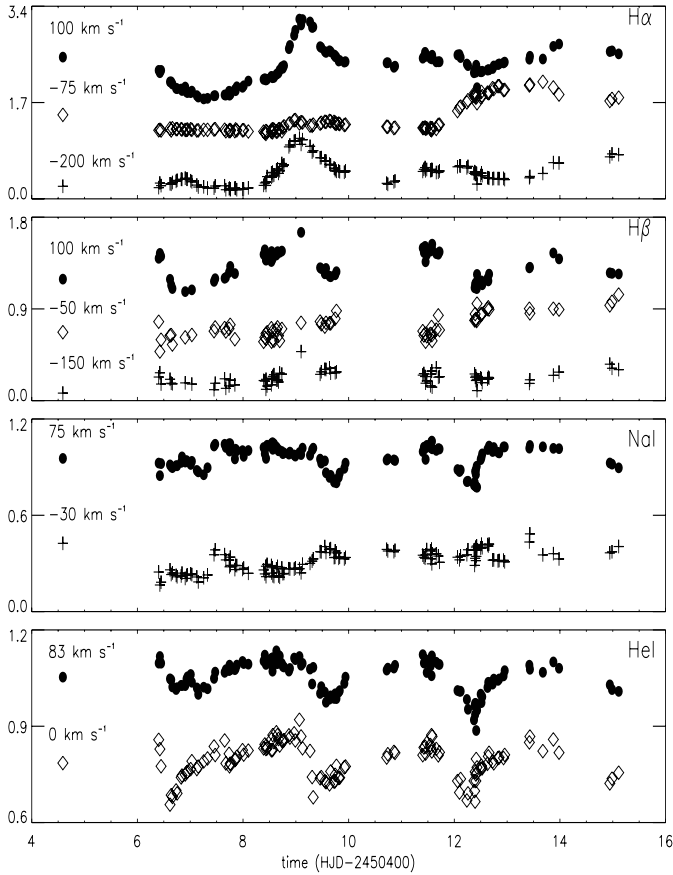 3.4
100 km s⁻¹
Hα
−75 km s⁻¹
1.7
−200 km s⁻¹
0.0
1.8
100 km s⁻¹
Hβ
0.9
−50 km s⁻¹
−150 km s⁻¹
0.0
1.2
75 km s⁻¹
NaI
0.6
−30 km s⁻¹
0.0
1.2
83 km s⁻¹
HeI
0.9
0 km s⁻¹
0.6
4 6 8 10 12 14 16
time (HJD−2450400)